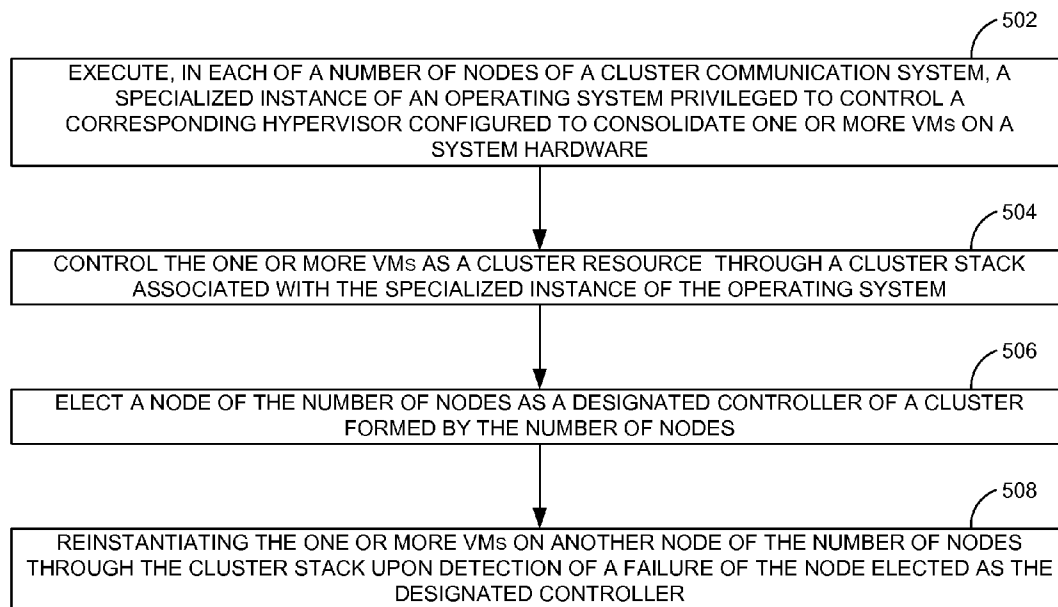 502
EXECUTE, IN EACH OF A NUMBER OF NODES OF A CLUSTER COMMUNICATION SYSTEM, A
SPECIALIZED INSTANCE OF AN OPERATING SYSTEM PRIVILEGED TO CONTROL A
CORRESPONDING HYPERVISOR CONFIGURED TO CONSOLIDATE ONE OR MORE VMs ON A
SYSTEM HARDWARE
504
CONTROL THE ONE OR MORE VMs AS A CLUSTER RESOURCE THROUGH A CLUSTER STACK
ASSOCIATED WITH THE SPECIALIZED INSTANCE OF THE OPERATING SYSTEM
506
ELECT A NODE OF THE NUMBER OF NODES AS A DESIGNATED CONTROLLER OF A CLUSTER
FORMED BY THE NUMBER OF NODES
508
REINSTANTIATING THE ONE OR MORE VMs ON ANOTHER NODE OF THE NUMBER OF NODES
THROUGH THE CLUSTER STACK UPON DETECTION OF A FAILURE OF THE NODE ELECTED AS THE
DESIGNATED CONTROLLER